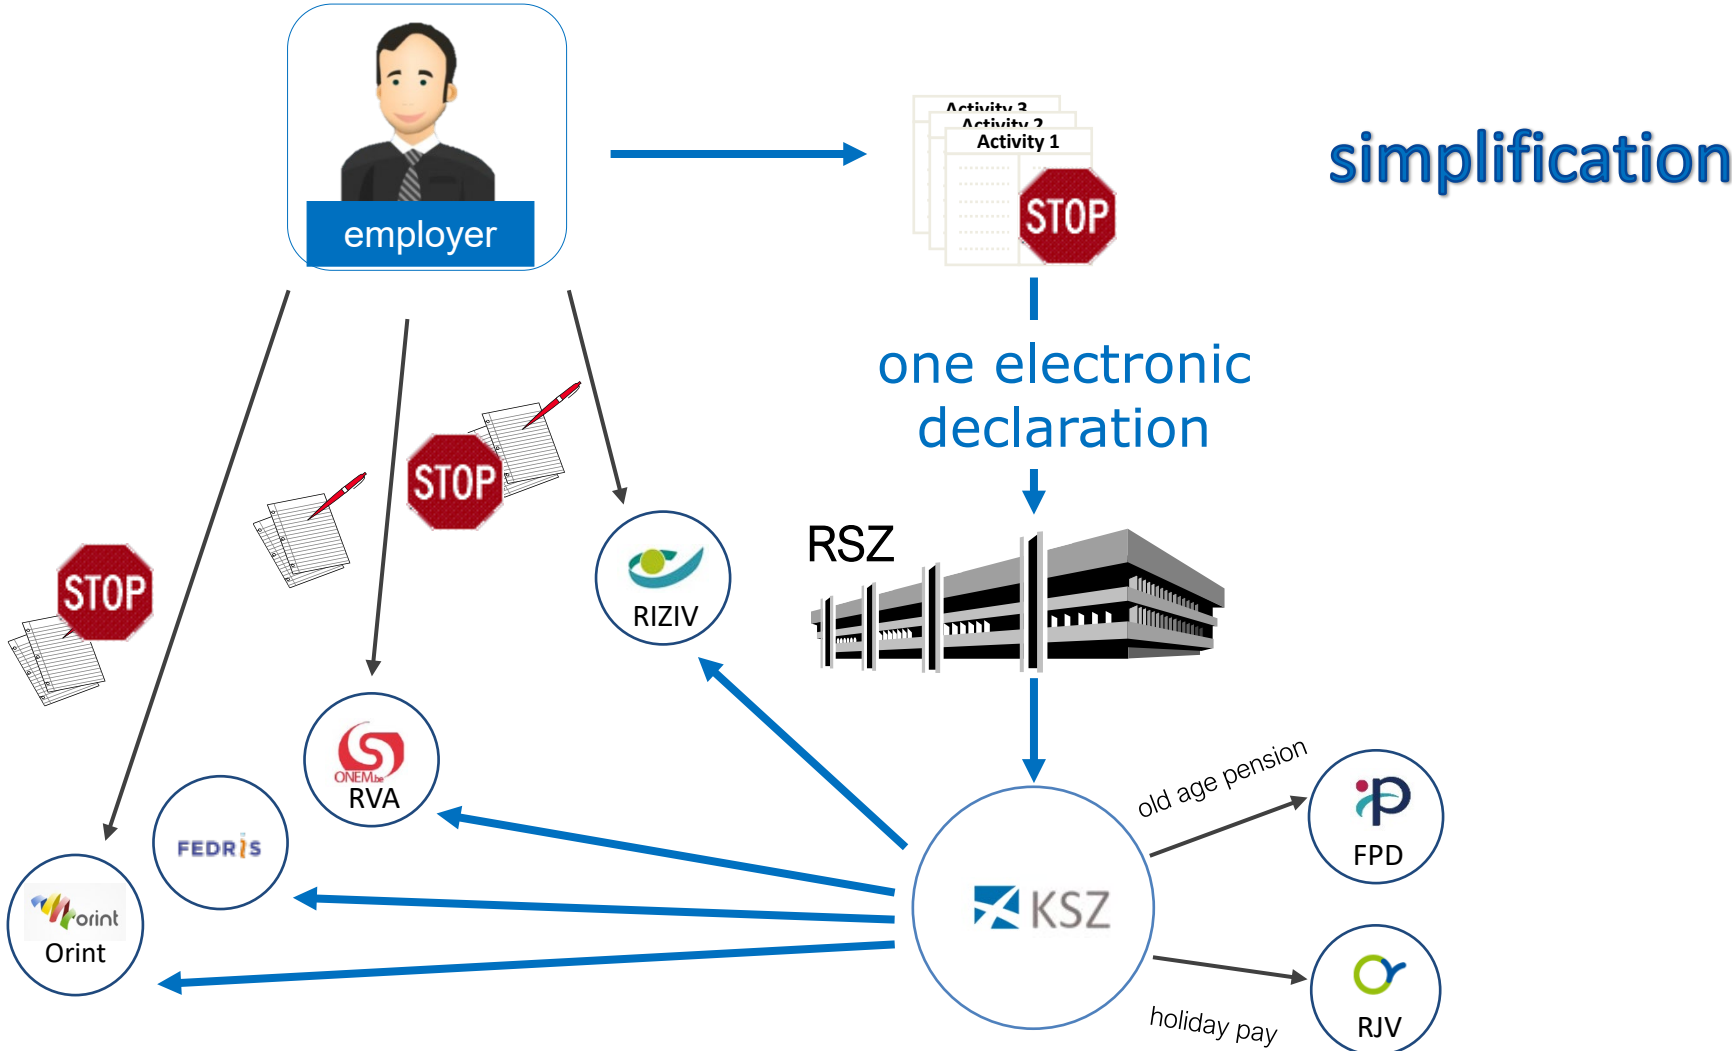 simplification
Activity 3
Activity 2
Activity 1
STOP
employer
one electronic
declaration
STOP
STOP
RSZ
RIZIV
ONEM.be
RVA
FEDRIS
orint
Orint
KSZ
old age pension
FPD
holiday pay
RJV